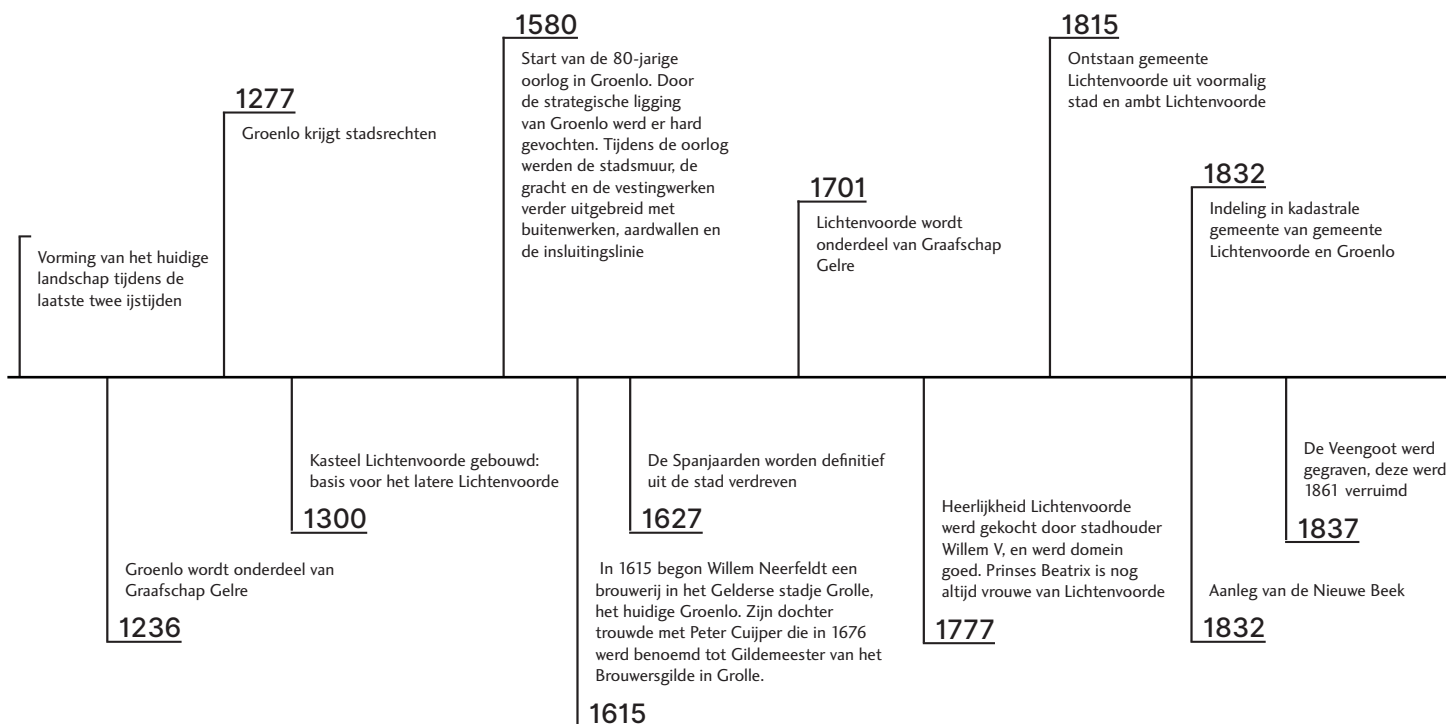 Vorming van het huidige
landschap tijdens de
laatste twee ijstijden
Groenlo wordt onderdeel van
Graafschap Gelre
1236
1277
Groenlo krijgt stadsrechten
Kasteel Lichtenvoorde gebouwd:
basis voor het latere Lichtenvoorde
1300
1580
Start van de 80-jarige
oorlog in Groenlo. Door
de strategische ligging
van Groenlo werd er hard
gevochten. Tijdens de oorlog
werden de stadsmuur, de
gracht en de vestingwerken
verder uitgebreid met
buitenwerken, aardwallen en
de insluitingslinie
In 1615 begon Willem Neerfeldt een
brouwerij in het Gelderse stadje Grolle,
het huidige Groenlo. Zijn dochter
trouwde met Peter Cuijper die in 1676
werd benoemd tot Gildemeester van het
Brouwersgilde in Grolle.
1615
De Spanjaarden worden definitief
uit de stad verdreven
1627
1701
Lichtenvoorde wordt
onderdeel van Graafschap
Gelre
Heerlijkheid Lichtenvoorde
werd gekocht door stadhouder
Willem V, en werd domein
goed. Prinses Beatrix is nog
altijd vrouwe van Lichtenvoorde
1777
1815
Ontstaan gemeente
Lichtenvoorde uit voormalig
stad en ambt Lichtenvoorde
1832
Indeling in kadastrale
gemeente van gemeente
Lichtenvoorde en Groenlo
Aanleg van de Nieuwe Beek
1832
De Veengoot werd
gegraven, deze werd
1861 verruimd
1837